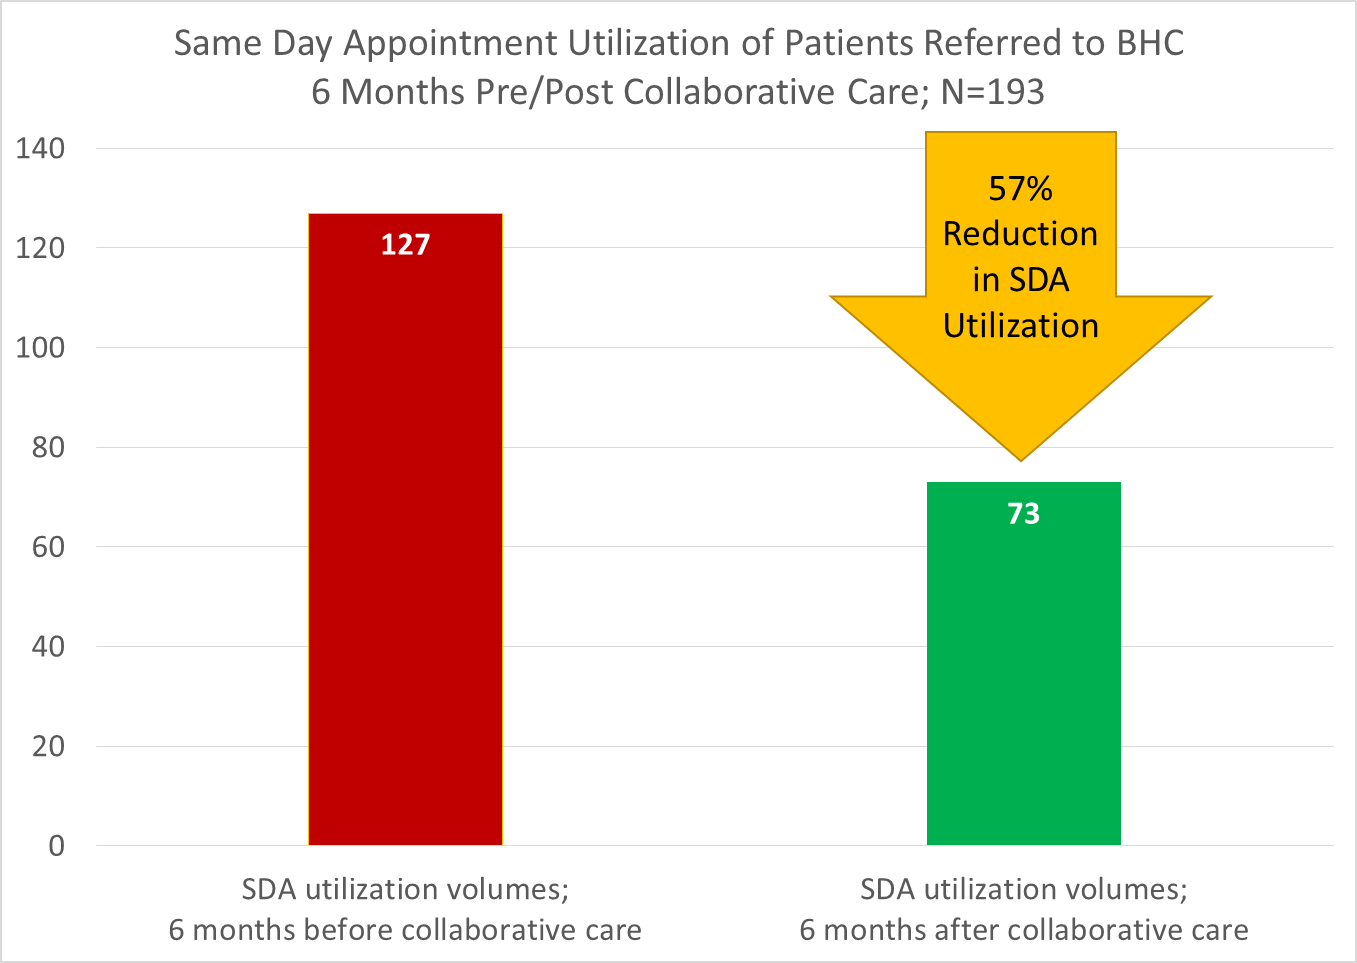 Same Day Appointment Utilization of Patients Referred to BHC
6 Months Pre/Post Collaborative Care; N=193
140
120
100
80
60
40
20
0
127
57%
Reduction
in SDA
Utilization
73
SDA utilization volumes;
6 months before collaborative care
SDA utilization volumes;
6 months after collaborative care